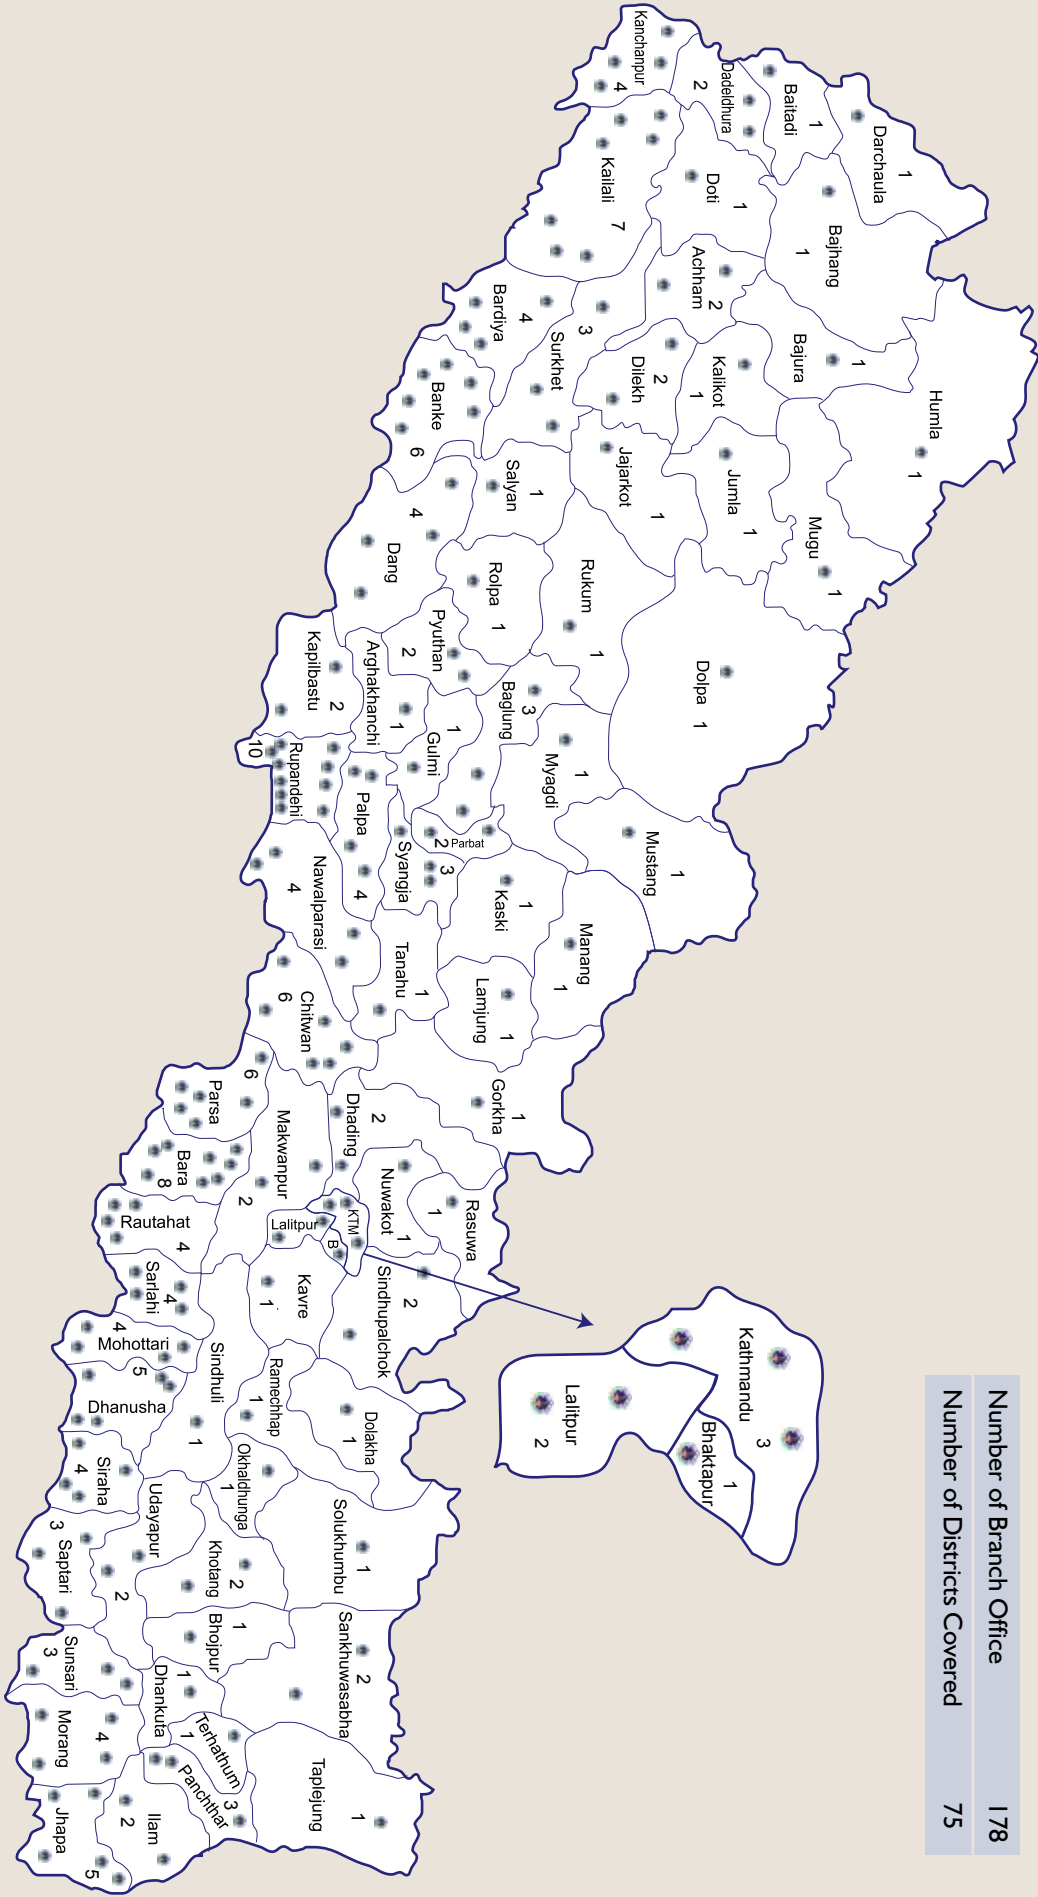 Number of Branch Office 178
Number of Districts Covered 75
Darchaula 1
Baitadi 1
Dadeldhura 2
Kanchanpur 4
Bajhang 1
Doti 1
Kailali 7
Humla 1
Bajura 1
Achham 2
Kalikot 1
Dilekh 2
Surkhet 3
Bardiya 4
Banke 6
Mugu 1
Jumla 1
Jajarkot 1
Salyan 1
Dang 4
Dolpa 1
Rukum 1
Rolpa 1
Pyuthan 2
Baglung 3
Arghakhanchi 1
Kapilbastu 2
Gulmi 1
Rupandehi 10
Myagdi 1
Mustang 1
Parbat 2
Palpa 4
Syangja 3
Nawalparasi 4
Kaski 1
Manang 1
Tanahu 1
Lamjung 1
Chitwan 6
Gorkha 1
Dhading 2
Makwanpur 2
Parsa 6
Bara 8
Nuwakot 1
Rasuwa 1
KTM
Lalitpur
B
Rautahat 4
Sindhupalchok 2
Kavre 1
Sarlahi 4
Mohottari 4
Sindhuli 1
Dhanusha 5
Ramechhap 1
Dolakha 1
Okhaldhunga 1
Siraha 4
Solukhumbu 1
Udayapur 2
Khotang 2
Saptari 3
Bhojpur 1
Sankhuwasabha 2
Sunsari 3
Dhankuta 1
Terhathum 1
Morang 4
Panchthar 3
Taplejung 1
Ilam 2
Jhapa 5
Kathmandu 3
Lalitpur 2
Bhaktapur 1